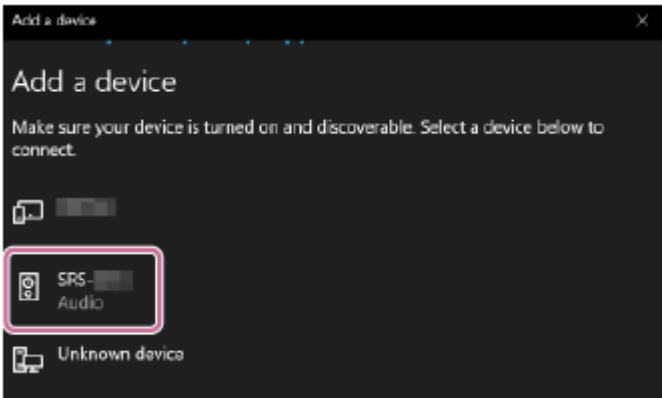 Add a device
Add a device
Make sure your device is turned on and discoverable. Select a device below to
connect.
SRS-
Audio
Unknown device